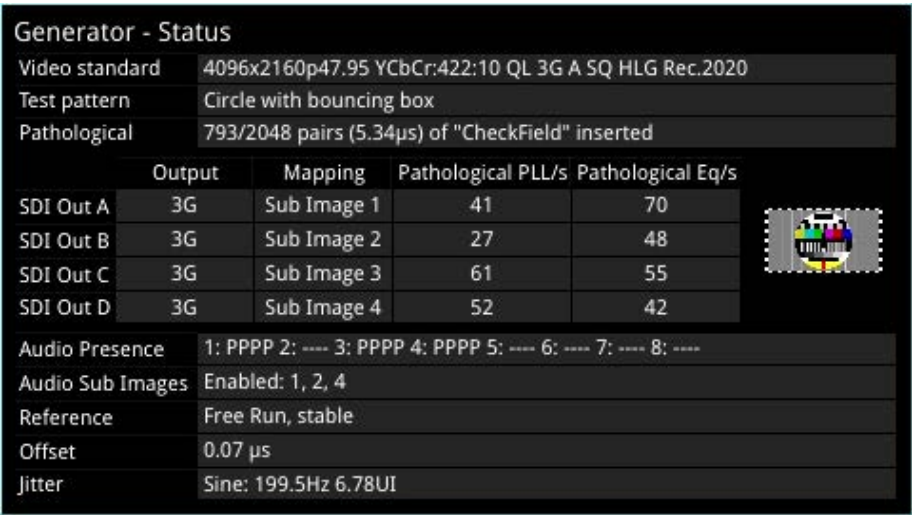 Generator - Status
Video standard 4096x2160p47.95 YCbCr:422:10 QL 3G A SQ HLG Rec.2020
Test pattern Circle with bouncing box
Pathological 793/2048 pairs (5.34µs) of "CheckField" inserted
Output Mapping Pathological PLL/s Pathological Eq/s
SDI Out A 3G Sub Image 1 41 70
SDI Out B 3G Sub Image 2 27 48
SDI Out C 3G Sub Image 3 61 55
SDI Out D 3G Sub Image 4 52 42
Audio Presence 1: PPPP 2: ---- 3: PPPP 4: PPPP 5: ---- 6: ---- 7: ---- 8: ----
Audio Sub Images Enabled: 1, 2, 4
Reference Free Run, stable
Offset 0.07 µs
Jitter Sine: 199.5Hz 6.78UI